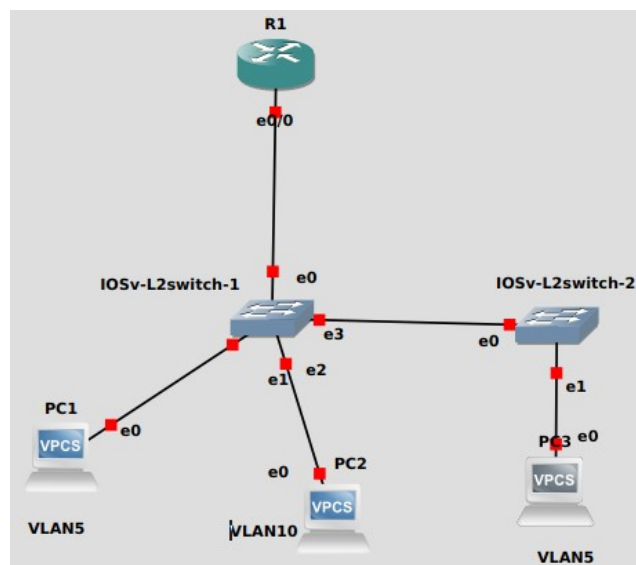 R1
e0/0
e0
IOSv-L2switch-1
IOSv-L2switch-2
e3
e0
e1
e2
e1
PC1
e0
VPCS
VLAN5
PC2
e0
VPCS
VLAN10
PC3
e0
VPCS
VLAN5